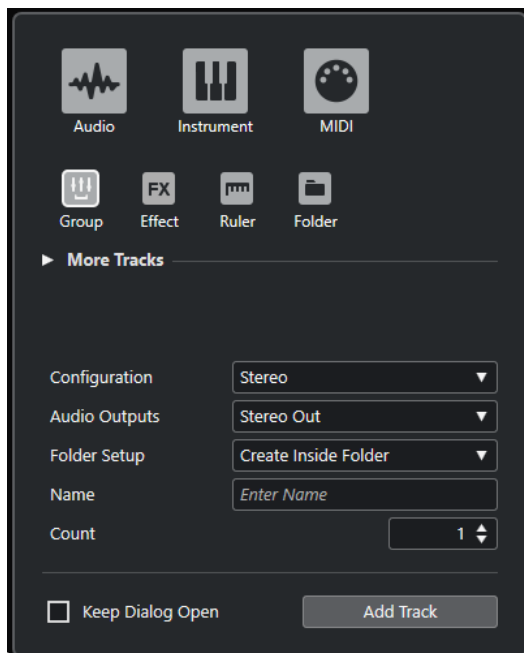 Audio Instrument MIDI
FX
Group Effect Ruler Folder
More Tracks
Configuration Stereo
Audio Outputs Stereo Out
Folder Setup Create Inside Folder
Name Enter Name
Count 1
Keep Dialog Open Add Track